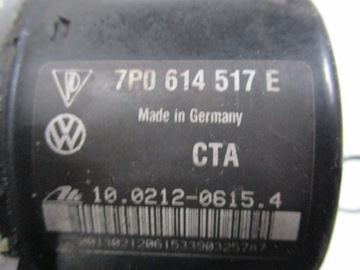 7P0 614 517 E
Made in Germany
CTA
10.0212-0615.4